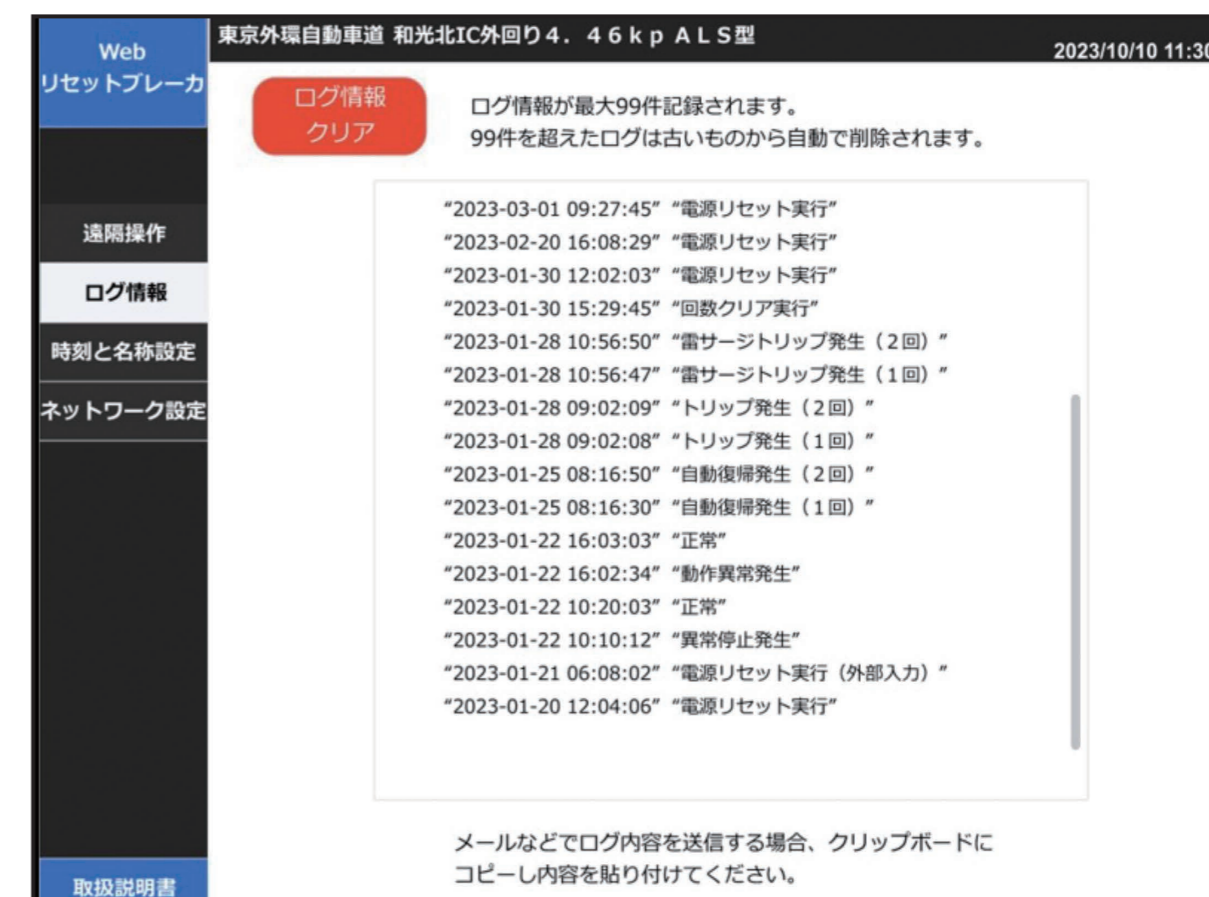 Web
リセットブレーカ
東京外環自動車道 和光北IC外回り4．46kp ALS型
2023/10/10 11:30
ログ情報
クリア
ログ情報が最大99件記録されます。
99件を超えたログは古いものから自動で削除されます。
遠隔操作
ログ情報
時刻と名称設定
ネットワーク設定
“2023-03-01 09:27:45” “電源リセット実行”
“2023-02-20 16:08:29” “電源リセット実行”
“2023-01-30 12:02:03” “電源リセット実行”
“2023-01-30 15:29:45” “回数クリア実行”
“2023-01-28 10:56:50” “雷サージトリップ発生（2回）”
“2023-01-28 10:56:47” “雷サージトリップ発生（1回）”
“2023-01-28 09:02:09” “トリップ発生（2回）”
“2023-01-28 09:02:08” “トリップ発生（1回）”
“2023-01-25 08:16:50” “自動復帰発生（2回）”
“2023-01-25 08:16:30” “自動復帰発生（1回）”
“2023-01-22 16:03:03” “正常”
“2023-01-22 16:02:34” “動作異常発生”
“2023-01-22 10:20:03” “正常”
“2023-01-22 10:10:12” “異常停止発生”
“2023-01-21 06:08:02” “電源リセット実行（外部入力）”
“2023-01-20 12:04:06” “電源リセット実行”
メールなどでログ内容を送信する場合、クリップボードに
コピーし内容を貼り付けてください。
取扱説明書